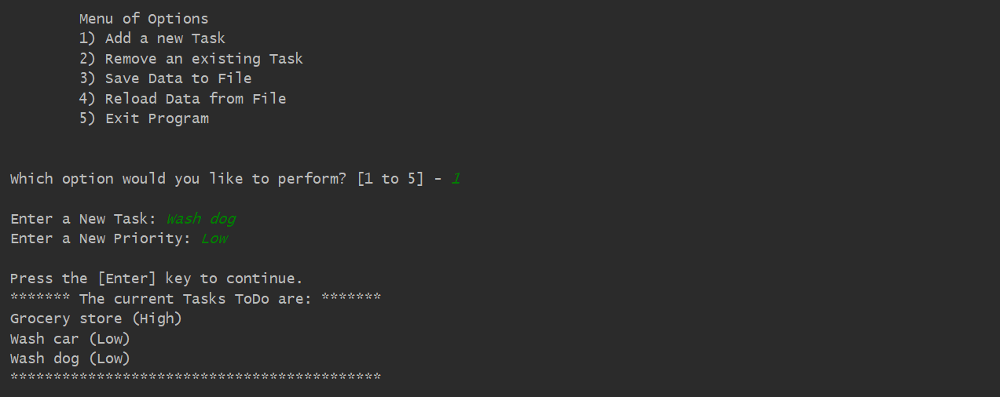 Menu of Options
1) Add a new Task
2) Remove an existing Task
3) Save Data to File
4) Reload Data from File
5) Exit Program
Which option would you like to perform? [1 to 5] - 1
Enter a New Task: Wash dog
Enter a New Priority: Low
Press the [Enter] key to continue.
******* The current Tasks ToDo are: *******
Grocery store (High)
Wash car (Low)
Wash dog (Low)
*******************************************